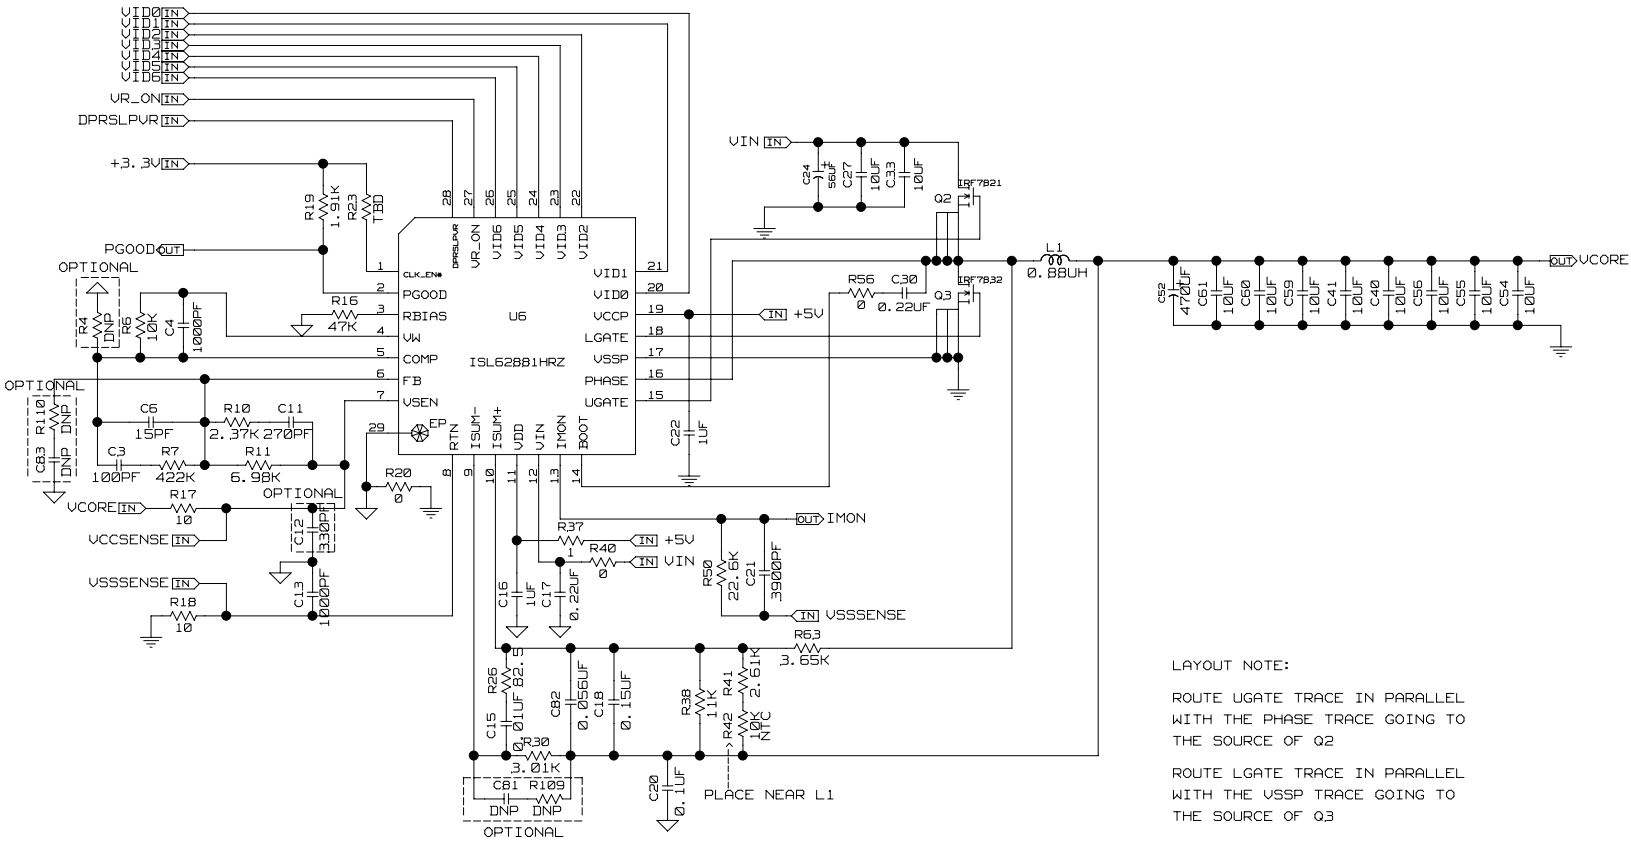 VID0 IN
VID1 IN
VID2 IN
VID3 IN
VID4 IN
VID5 IN
VID6 IN
VR_ON IN
DPRSLPVR IN
+3.3V IN
R19
1.91K
R23
TBD
PGOOD OUT
OPTIONAL
R4
DNP
R6
10K
C4
1000PF
R16
47K
28
27
26
25
24
23
22
DPRSLPVR
VR_ON
VID6
VID5
VID4
VID3
VID2
1 CLK_EN#
2 PGOOD
3 RBIAS
4 VW
5 COMP
6 FB
7 VSEN
29 EP
U6
ISL62881HRZ
VID1 21
VID0 20
VCCP 19
LGATE 18
VSSP 17
PHASE 16
UGATE 15
RTN
ISUM-
ISUM+
VDD
VIN
IMON
BOOT
8
9
10
11
12
13
14
OPTIONAL
R110
DNP
C83
DNP
C6
15PF
R10
2.37K
C11
270PF
C3
100PF
R7
422K
R11
6.98K
VCORE IN
R17
10
VCCSENSE IN
OPTIONAL
C12
330PF
VSSSENSE IN
C13
1000PF
R18
10
R20
0
IN +5V
C22
1UF
VIN IN
C24
56UF
C27
10UF
C33
10UF
Q2
IRF7821
Q3
IRF7832
R56
0
C30
0.22UF
L1
0.88UH
OUT VCORE
C52
470UF
C61
10UF
C60
10UF
C59
10UF
C41
10UF
C40
10UF
C56
10UF
C55
10UF
C54
10UF
OUT IMON
R37
1
IN +5V
R40
0
IN VIN
C16
1UF
C17
0.22UF
R50
22.6K
C21
3900PF
IN VSSSENSE
R63
3.65K
R26
82.5
C15
0.01UF
C82
0.056UF
C18
0.15UF
R38
11K
R41
2.61K
R42
10K
NTC
R30
3.01K
C81
DNP
R109
DNP
OPTIONAL
C20
0.1UF
PLACE NEAR L1
LAYOUT NOTE:
ROUTE UGATE TRACE IN PARALLEL
WITH THE PHASE TRACE GOING TO
THE SOURCE OF Q2
ROUTE LGATE TRACE IN PARALLEL
WITH THE VSSP TRACE GOING TO
THE SOURCE OF Q3